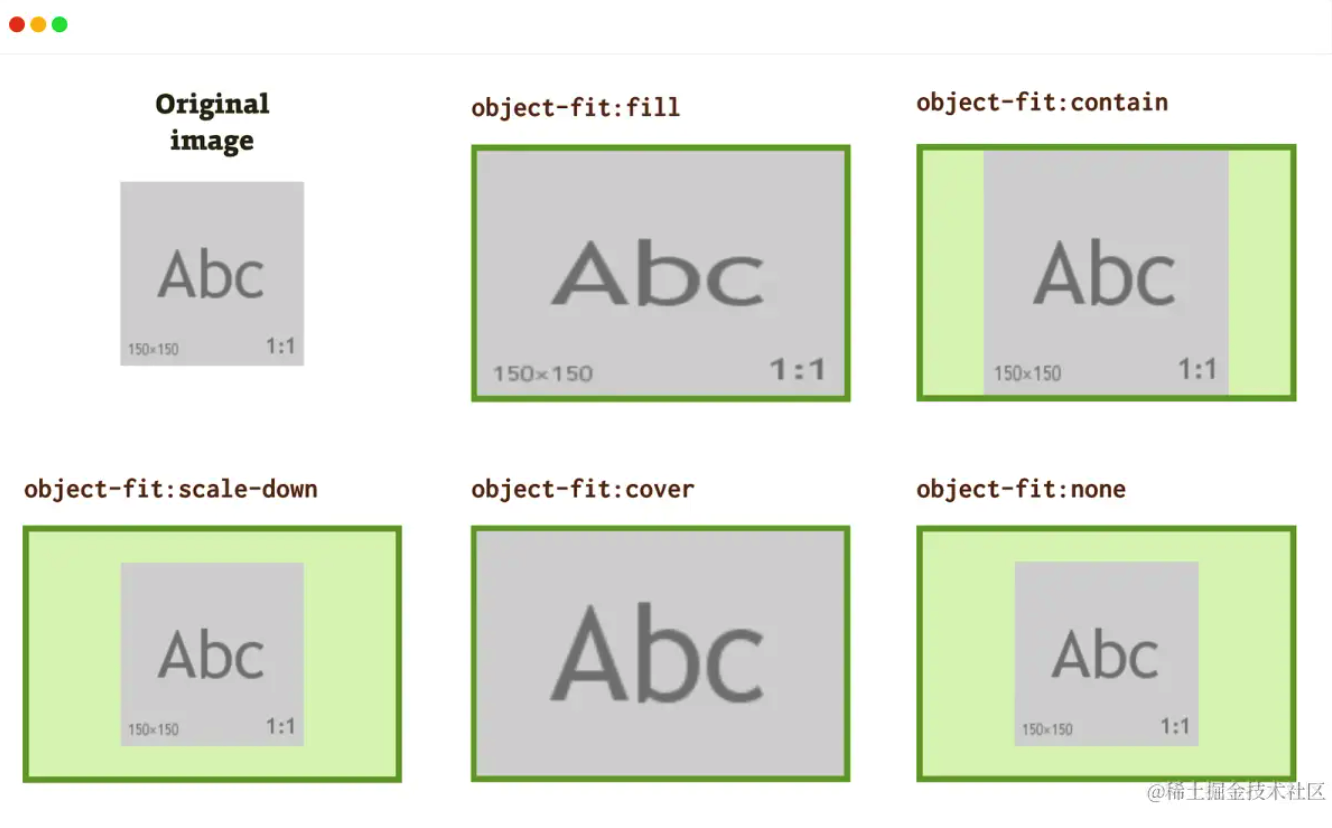 Original
image
Abc
150×150 1:1
object-fit:fill
Abc
150×150 1:1
object-fit:contain
Abc
150×150 1:1
object-fit:scale-down
Abc
150×150 1:1
object-fit:cover
Abc
object-fit:none
Abc
150×150 1:1
@稀土掘金技术社区